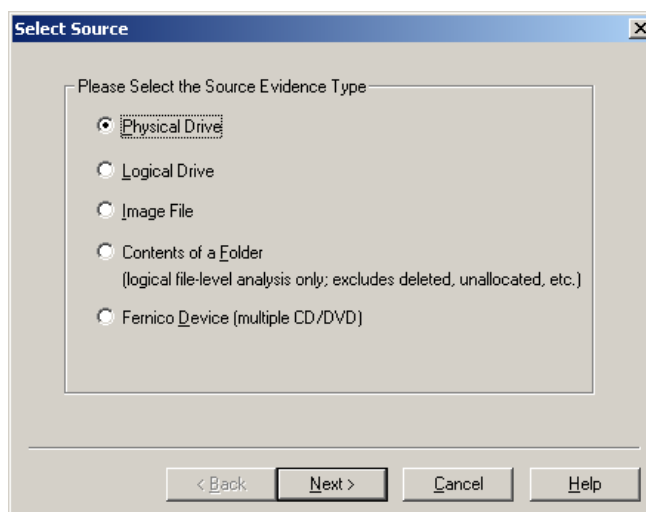 Select Source
Please Select the Source Evidence Type
Physical Drive
Logical Drive
Image File
Contents of a Folder
(logical file-level analysis only; excludes deleted, unallocated, etc.)
Fernico Device (multiple CD/DVD)
< Back
Next >
Cancel
Help